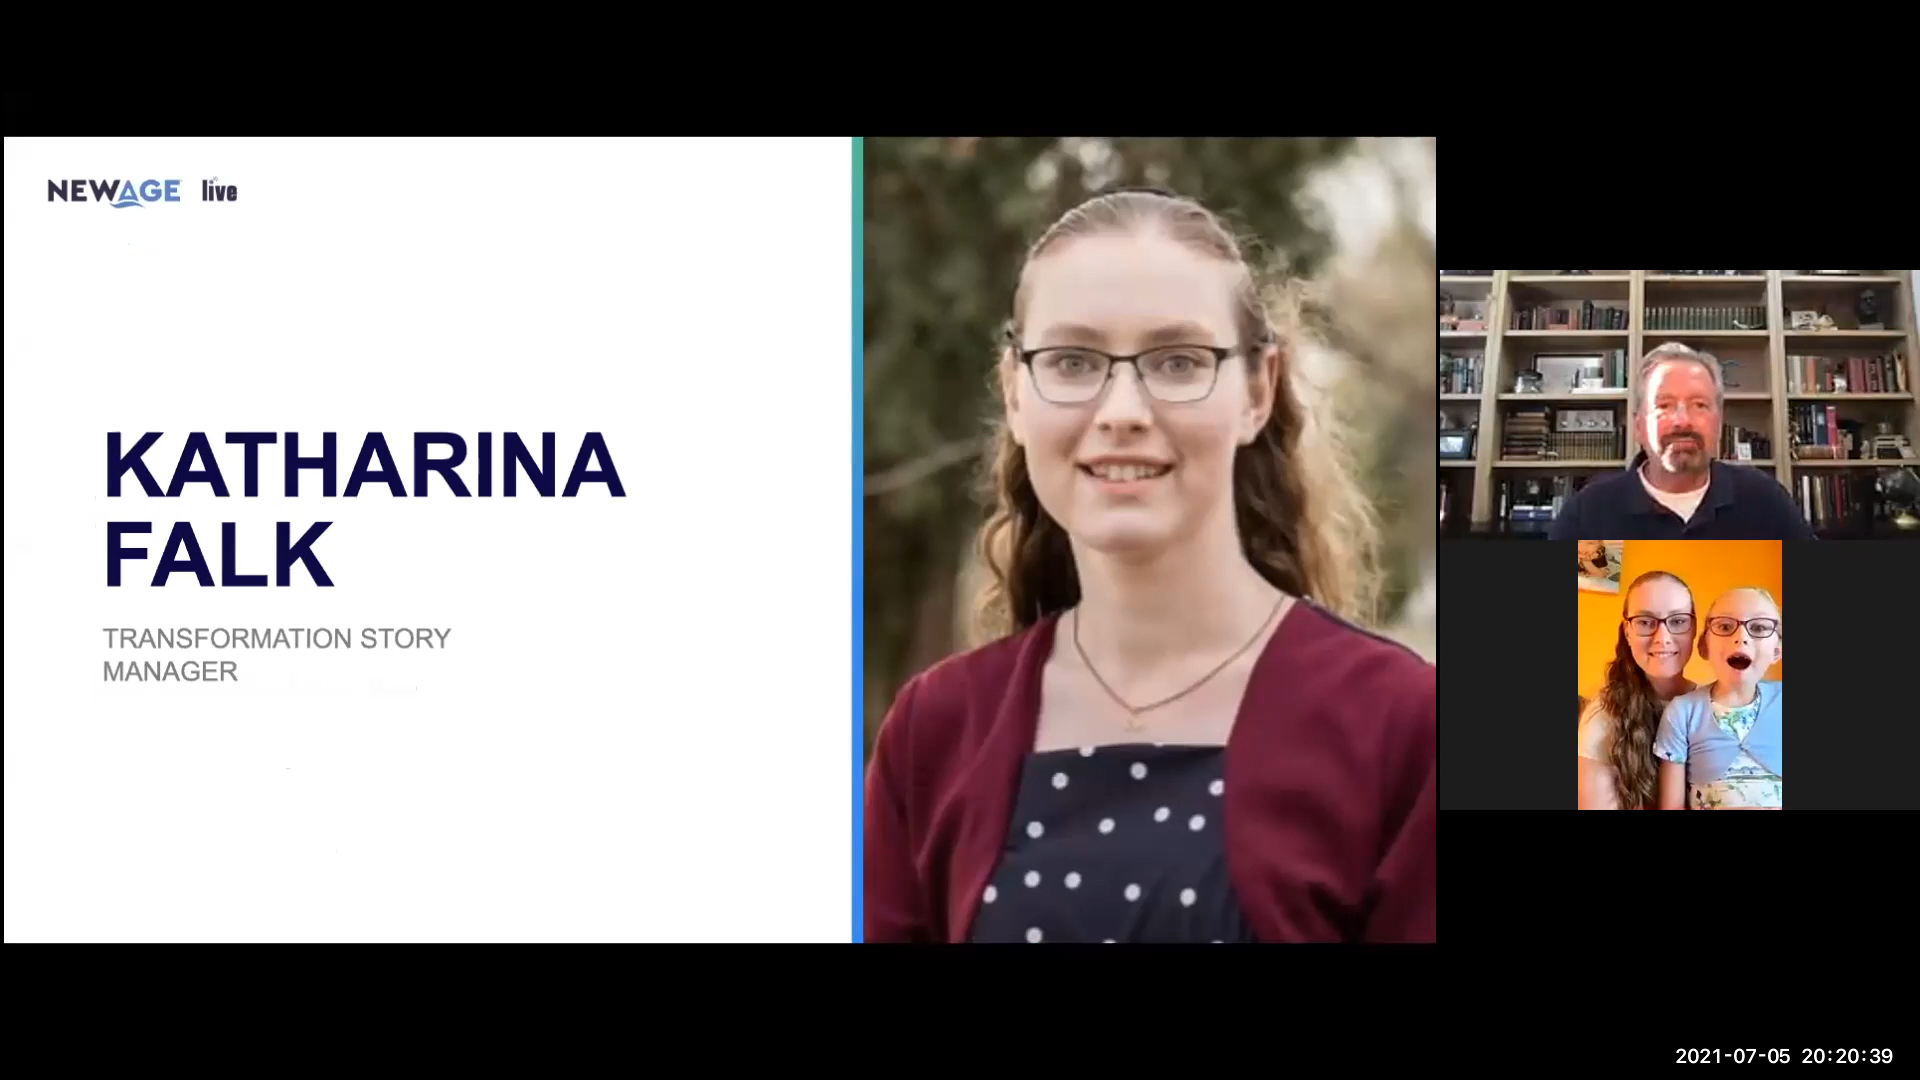 NEWAGE live
KATHARINA
FALK
TRANSFORMATION STORY
MANAGER
2021-07-05 20:20:39